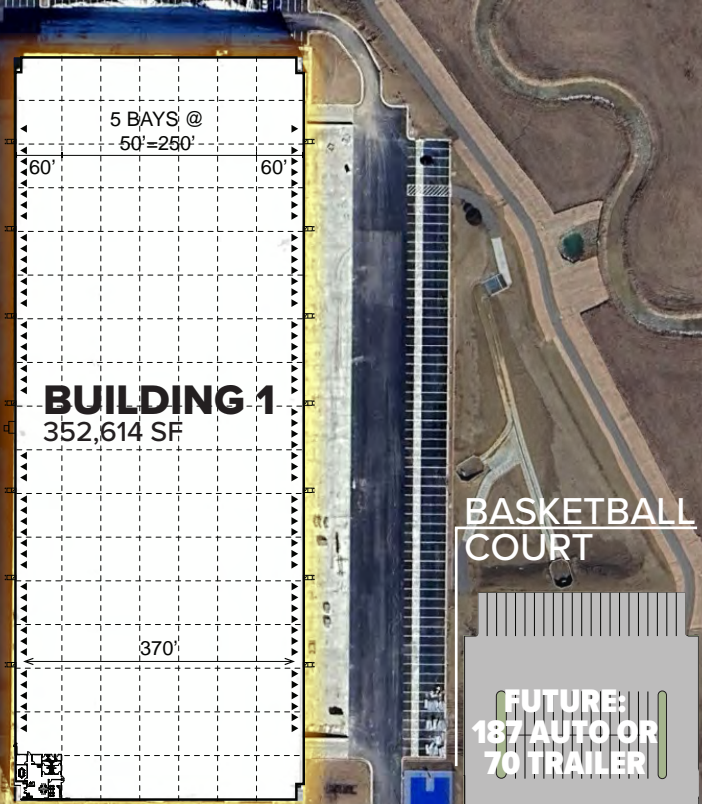 5 BAYS @
50'=250'
60'
60'
BUILDING 1
352,614 SF
BASKETBALL
COURT
370'
FUTURE:
187 AUTO OR
70 TRAILER